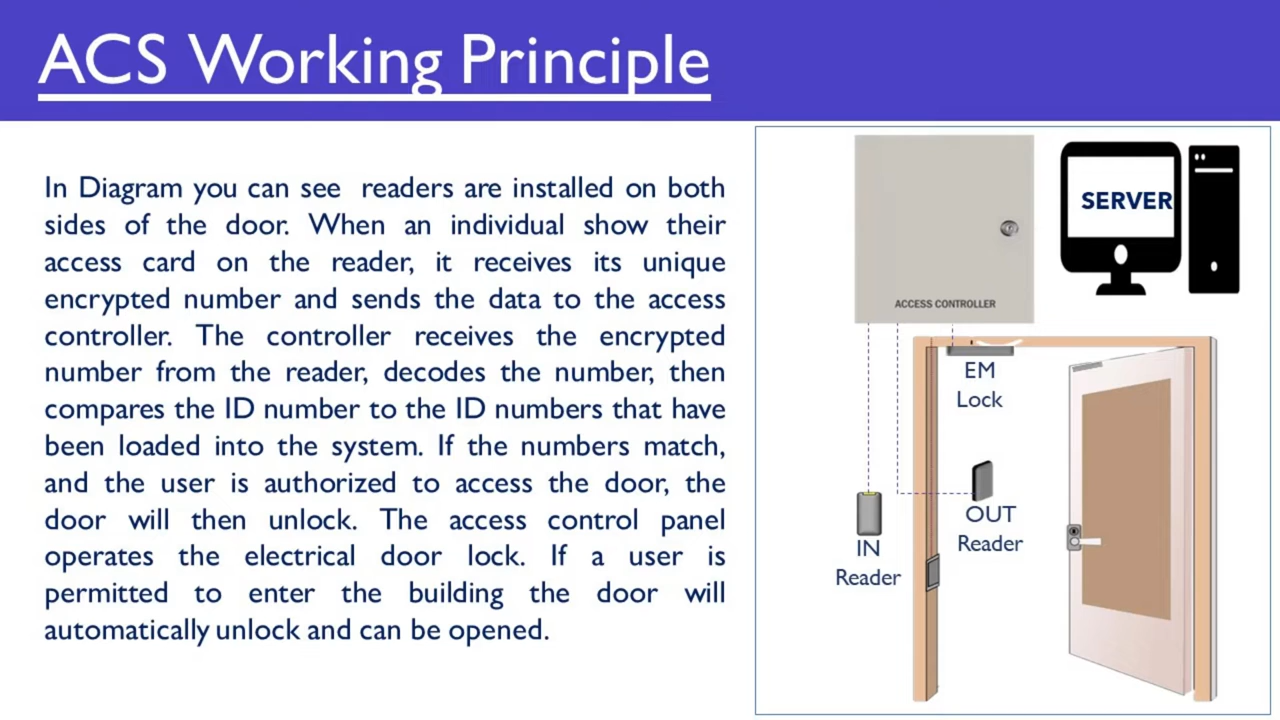 ACS Working Principle
In Diagram you can see readers are installed on both
sides of the door. When an individual show their
access card on the reader, it receives its unique
encrypted number and sends the data to the access
controller. The controller receives the encrypted
number from the reader, decodes the number, then
compares the ID number to the ID numbers that have
been loaded into the system. If the numbers match,
and the user is authorized to access the door, the
door will then unlock. The access control panel
operates the electrical door lock. If a user is
permitted to enter the building the door will
automatically unlock and can be opened.
ACCESS CONTROLLER
SERVER
EM
Lock
OUT
Reader
IN
Reader